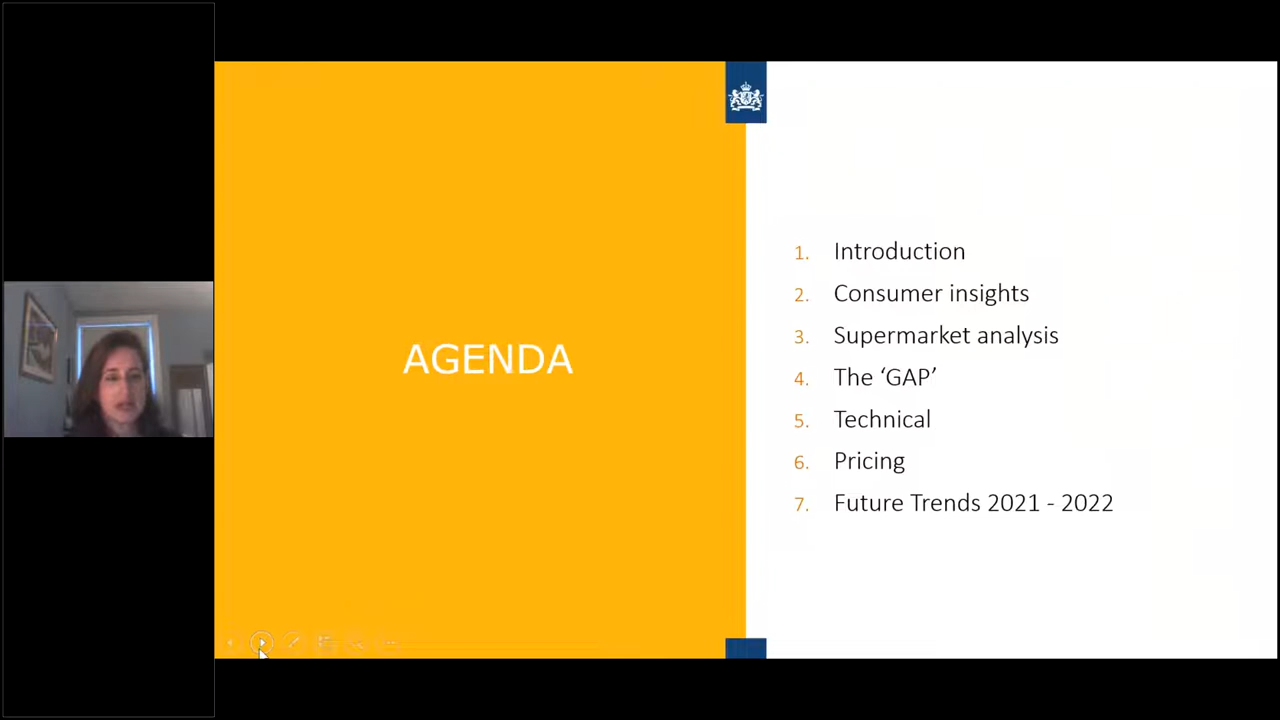 AGENDA
1. Introduction
2. Consumer insights
3. Supermarket analysis
4. The ‘GAP’
5. Technical
6. Pricing
7. Future Trends 2021 - 2022